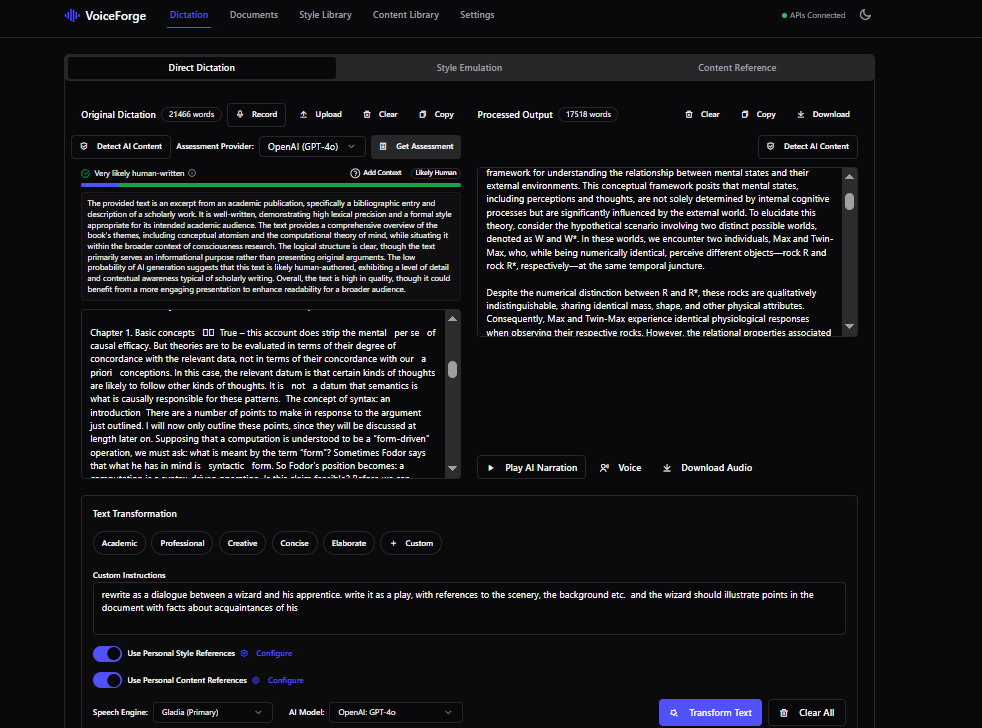 VoiceForge
Dictation
Documents
Style Library
Content Library
Settings
APIs Connected
Direct Dictation
Style Emulation
Content Reference
Original Dictation
21466 words
Record
Upload
Clear
Copy
Processed Output
17518 words
Clear
Copy
Download
Detect AI Content
Assessment Provider:
OpenAI (GPT-4o)
Get Assessment
Detect AI Content
Very likely human-written
Add Context
Likely Human
The provided text is an excerpt from an academic publication, specifically a bibliographic entry and
description of a scholarly work. It is well-written, demonstrating high lexical precision and a formal style
appropriate for its intended academic audience. The text provides a comprehensive overview of the
book's themes, including conceptual atomism and the computational theory of mind, while situating it
within the broader context of consciousness research. The logical structure is clear, though the text
primarily serves an informational purpose rather than presenting original arguments. The low
probability of AI generation suggests that this text is likely human-authored, exhibiting a level of detail
and contextual awareness typical of scholarly writing. Overall, the text is high in quality, though it could
benefit from a more engaging presentation to enhance readability for a broader audience.
Chapter 1. Basic concepts True – this account does strip the mental per se of
causal efficacy. But theories are to be evaluated in terms of their degree of
concordance with the relevant data, not in terms of their concordance with our a
priori conceptions. In this case, the relevant datum is that certain kinds of thoughts
are likely to follow other kinds of thoughts. It is not a datum that semantics is
what is causally responsible for these patterns. The concept of syntax: an
introduction There are a number of points to make in response to the argument
just outlined. I will now only outline these points, since they will be discussed at
length later on. Supposing that a computation is understood to be a “form-driven”
operation, we must ask: what is meant by the term “form”? Sometimes Fodor says
that what he has in mind is syntactic form. So Fodor’s position becomes: a
computation is a syntax-driven operation. Is this claim feasible? Before we can
framework for understanding the relationship between mental states and their
external environments. This conceptual framework posits that mental states,
including perceptions and thoughts, are not solely determined by internal cognitive
processes but are significantly influenced by the external world. To elucidate this
theory, consider the hypothetical scenario involving two distinct possible worlds,
denoted as W and W*. In these worlds, we encounter two individuals, Max and Twin-
Max, who, while being numerically identical, perceive different objects—rock R and
rock R*, respectively—at the same temporal juncture.
Despite the numerical distinction between R and R*, these rocks are qualitatively
indistinguishable, sharing identical mass, shape, and other physical attributes.
Consequently, Max and Twin-Max experience identical physiological responses
when observing their respective rocks. However, the relational properties associated
Play AI Narration
Voice
Download Audio
Text Transformation
Academic
Professional
Creative
Concise
Elaborate
+ Custom
Custom Instructions
rewrite as a dialogue between a wizard and his apprentice. write it as a play, with references to the scenery, the background etc. and the wizard should illustrate points in the
document with facts about acquaintances of his
Use Personal Style References
Configure
Use Personal Content References
Configure
Speech Engine:
Gladia (Primary)
AI Model:
OpenAI: GPT-4o
Transform Text
Clear All